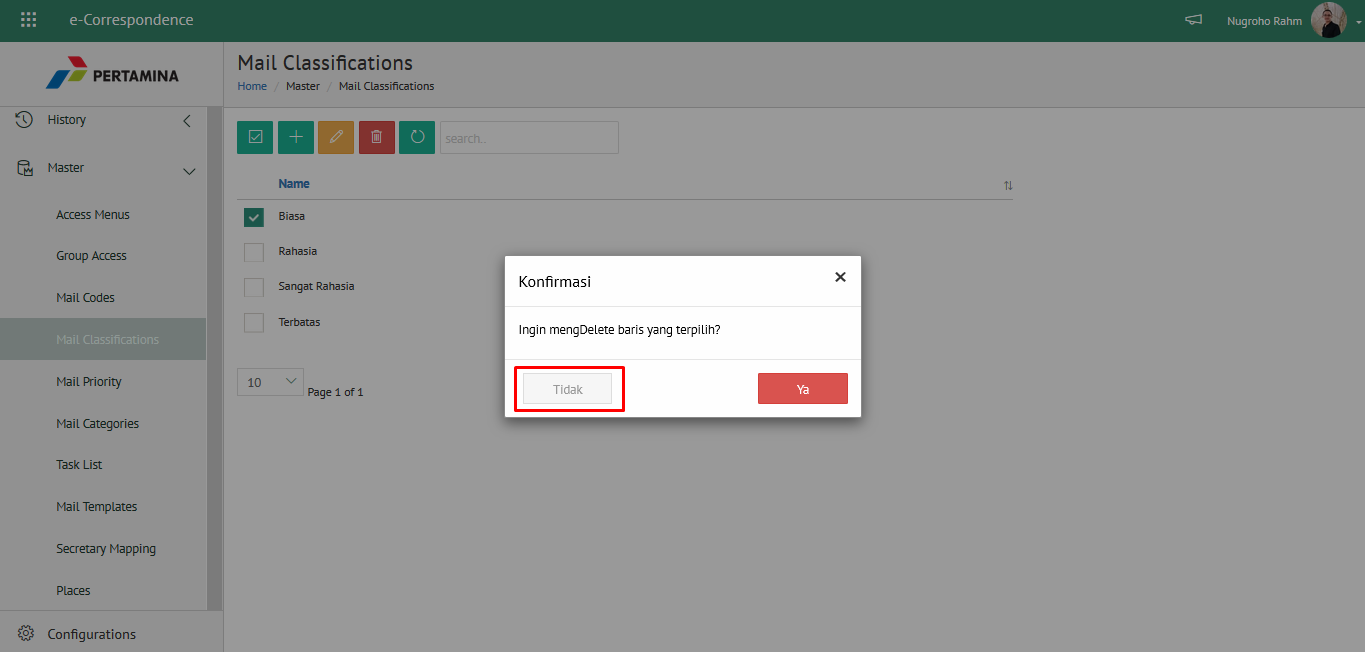 e-Correspondence
Nugroho Rahm
PERTAMINA
History
Master
Access Menus
Group Access
Mail Codes
Mail Classifications
Mail Priority
Mail Categories
Task List
Mail Templates
Secretary Mapping
Places
Configurations
Mail Classifications
Home / Master / Mail Classifications
search..
Name
Biasa
Rahasia
Sangat Rahasia
Terbatas
10 Page 1 of 1
Konfirmasi
Ingin mengDelete baris yang terpilih?
Tidak Ya